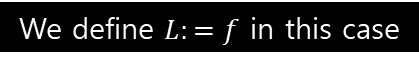 We define L: = f in this case